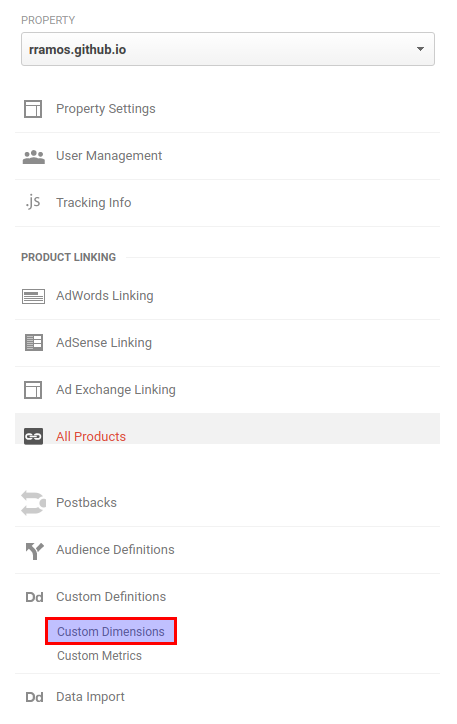 PROPERTY
rramos.github.io
Property Settings
User Management
.js Tracking Info
PRODUCT LINKING
AdWords Linking
AdSense Linking
Ad Exchange Linking
All Products
Postbacks
Audience Definitions
Dd Custom Definitions
Custom Dimensions
Custom Metrics
Dd Data Import